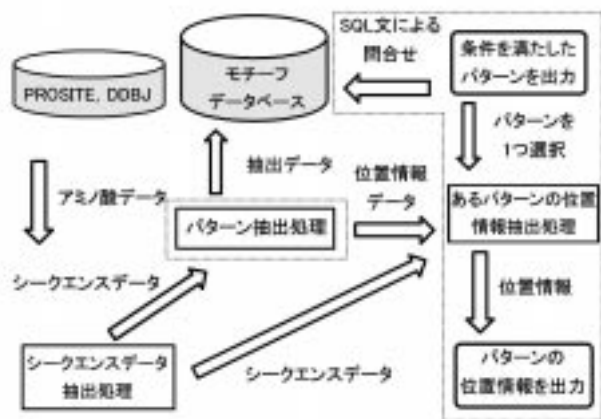 SQL文による
問合せ
条件を満たした
パターンを出力
モチーフ
データベース
PROSITE, DDBJ
パターンを
1つ選択
抽出データ
位置情報
データ
アミノ酸データ
パターン抽出処理
あるパターンの位置
情報抽出処理
シークエンスデータ
位置情報
シークエンスデータ
抽出処理
シークエンスデータ
パターンの
位置情報を出力